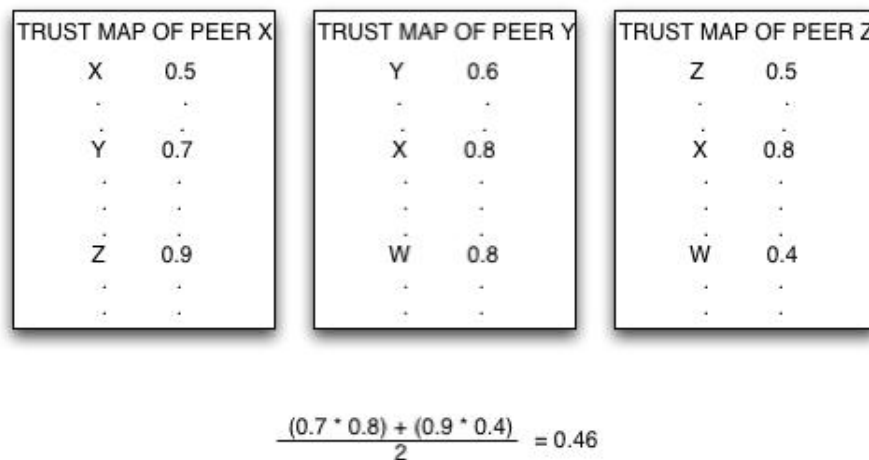 TRUST MAP OF PEER X
X 0.5
. .
. .
Y 0.7
. .
. .
. .
Z 0.9
. .
. .
TRUST MAP OF PEER Y
Y 0.6
. .
. .
X 0.8
. .
. .
. .
W 0.8
. .
. .
TRUST MAP OF PEER Z
Z 0.5
. .
. .
X 0.8
. .
. .
. .
W 0.4
. .
. .
(0.7 * 0.8) + (0.9 * 0.4)
2
= 0.46